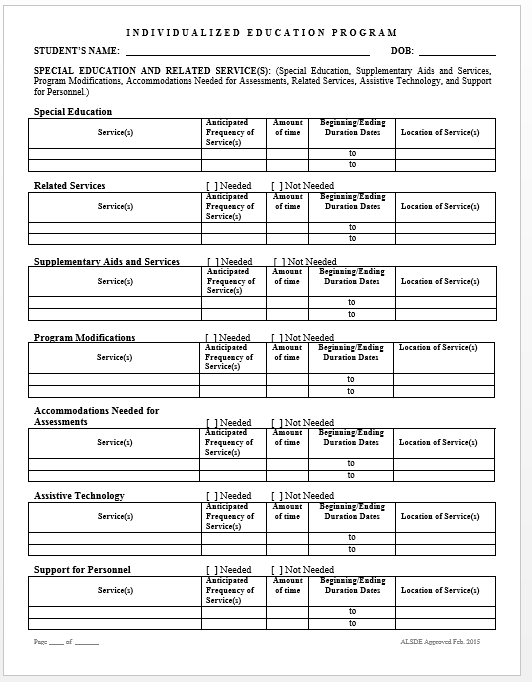 INDIVIDUALIZED EDUCATION PROGRAM
STUDENT'S NAME: DOB:
SPECIAL EDUCATION AND RELATED SERVICE(S): (Special Education, Supplementary Aids and Services,
Program Modifications, Accommodations Needed for Assessments, Related Services, Assistive Technology, and Support
for Personnel.)
Special Education
Service(s) Anticipated Frequency of Service(s) Amount of time Beginning/Ending Duration Dates Location of Service(s)
to
to
Related Services [ ] Needed [ ] Not Needed
Service(s) Anticipated Frequency of Service(s) Amount of time Beginning/Ending Duration Dates Location of Service(s)
to
to
Supplementary Aids and Services [ ] Needed [ ] Not Needed
Service(s) Anticipated Frequency of Service(s) Amount of time Beginning/Ending Duration Dates Location of Service(s)
to
to
Program Modifications [ ] Needed [ ] Not Needed
Service(s) Anticipated Frequency of Service(s) Amount of time Beginning/Ending Duration Dates Location of Service(s)
to
to
Accommodations Needed for
Assessments [ ] Needed [ ] Not Needed
Service(s) Anticipated Frequency of Service(s) Amount of time Beginning/Ending Duration Dates Location of Service(s)
to
to
Assistive Technology [ ] Needed [ ] Not Needed
Service(s) Anticipated Frequency of Service(s) Amount of time Beginning/Ending Duration Dates Location of Service(s)
to
to
Support for Personnel [ ] Needed [ ] Not Needed
Service(s) Anticipated Frequency of Service(s) Amount of time Beginning/Ending Duration Dates Location of Service(s)
to
to
Page ____ of ______ ALSDE Approved Feb. 2015